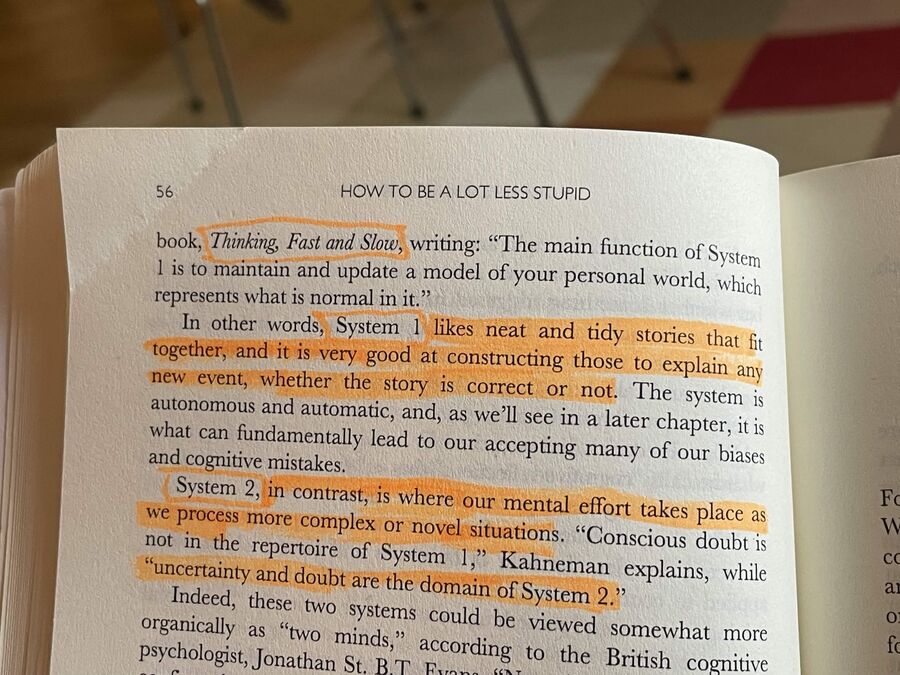 56
HOW TO BE A LOT LESS STUPID
book, Thinking, Fast and Slow, writing: “The main function of System
1 is to maintain and update a model of your personal world, which
represents what is normal in it.”
In other words, System 1 likes neat and tidy stories that fit
together, and it is very good at constructing those to explain any
new event, whether the story is correct or not. The system is
autonomous and automatic, and, as we’ll see in a later chapter, it is
what can fundamentally lead to our accepting many of our biases
and cognitive mistakes.
System 2, in contrast, is where our mental effort takes place as
we process more complex or novel situations. “Conscious doubt is
not in the repertoire of System 1,” Kahneman explains, while
“uncertainty and doubt are the domain of System 2.”
Indeed, these two systems could be viewed somewhat more
organically as “two minds,” according to the British cognitive
psychologist, Jonathan St. B.T. Evans